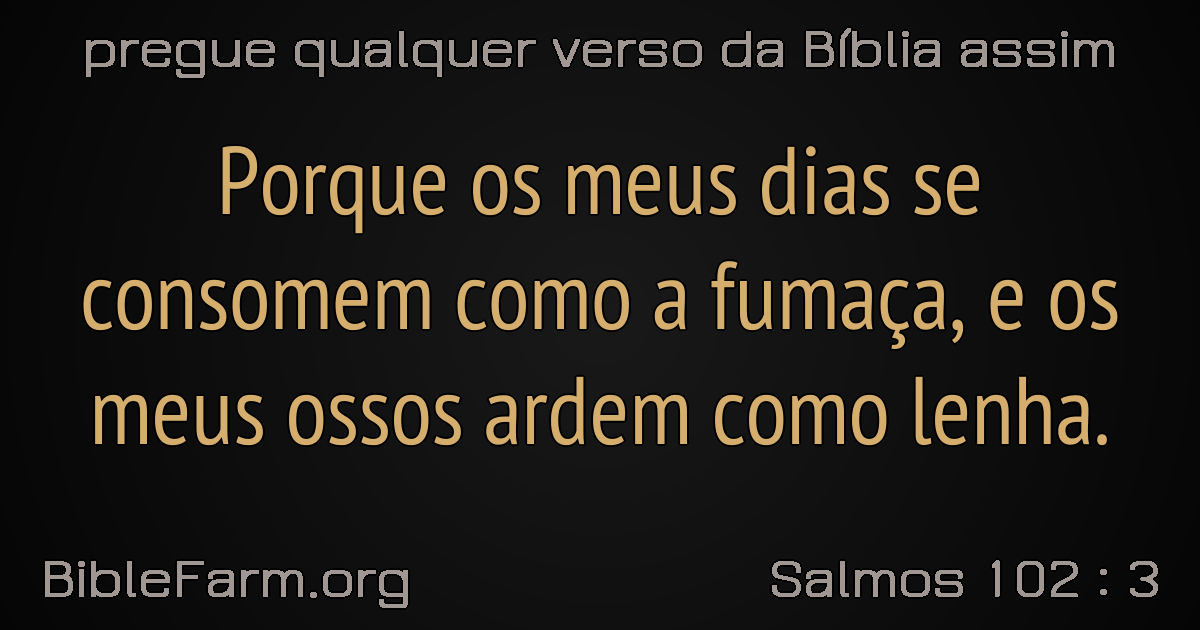 pregue qualquer verso da Bíblia assim
Porque os meus dias se
consomem como a fumaça, e os
meus ossos ardem como lenha.
BibleFarm.org
Salmos 102 : 3